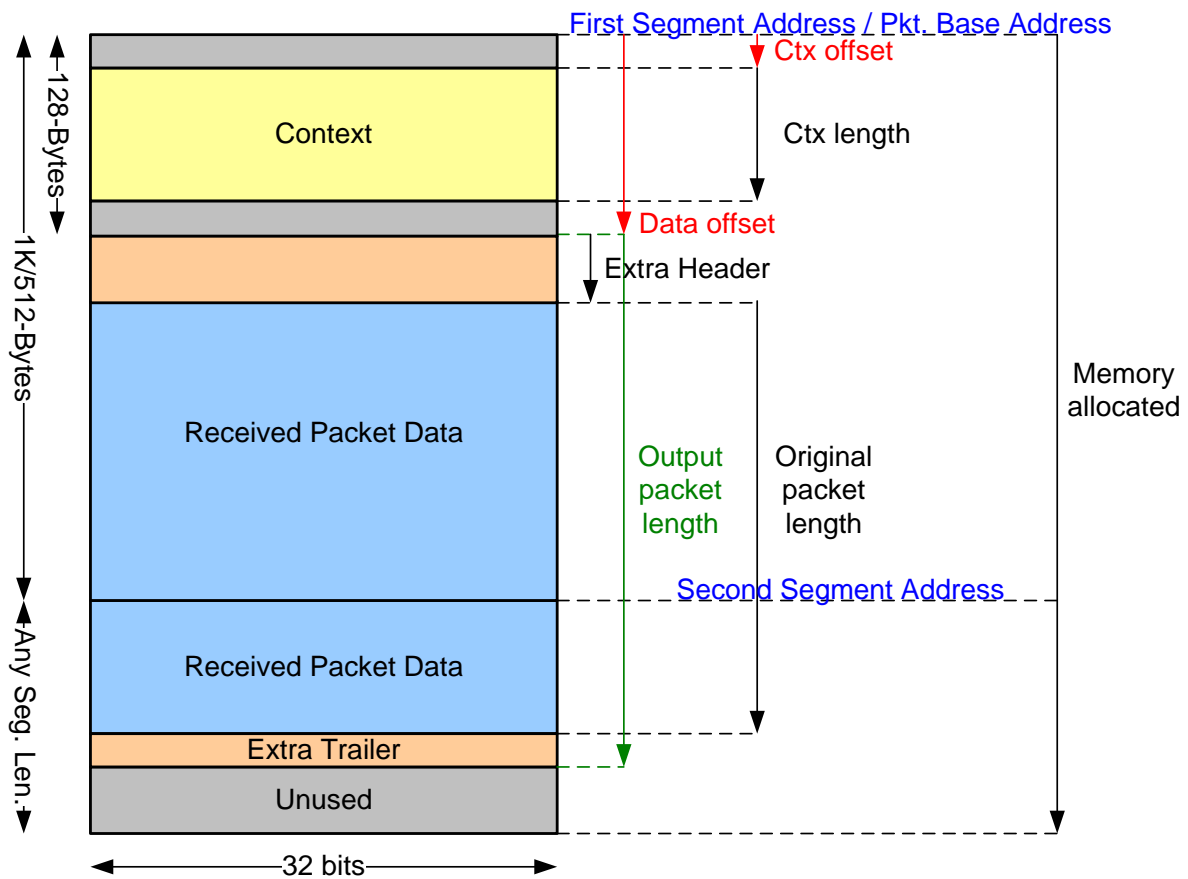 First Segment Address / Pkt. Base Address
Ctx offset
128-Bytes
Context
Ctx length
Data offset
1K/512-Bytes
Extra Header
Received Packet Data
Memory
allocated
Output
packet
length
Original
packet
length
Second Segment Address
Any Seg. Len.
Received Packet Data
Extra Trailer
Unused
32 bits